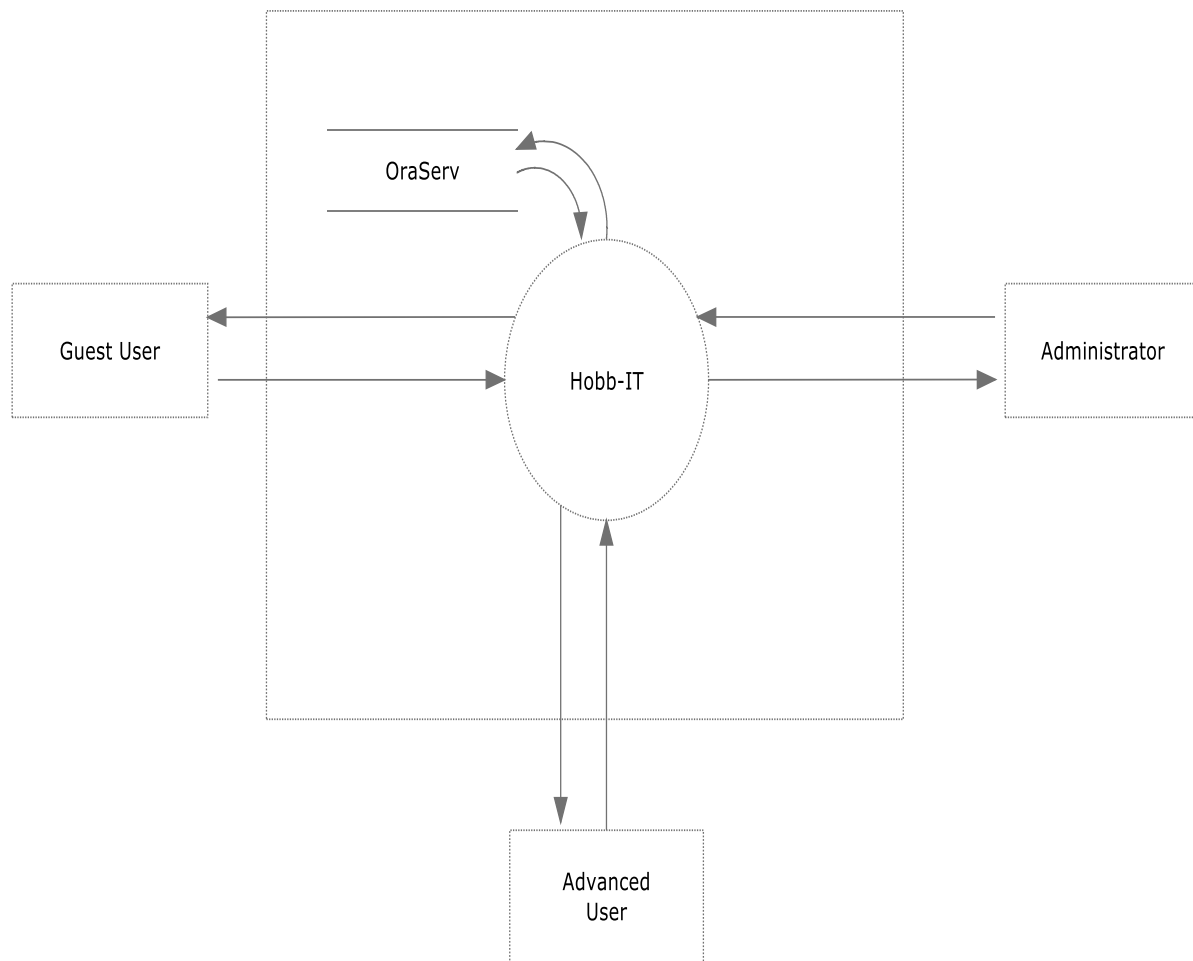 OraServ
Guest User
Hobb-IT
Administrator
Advanced
User